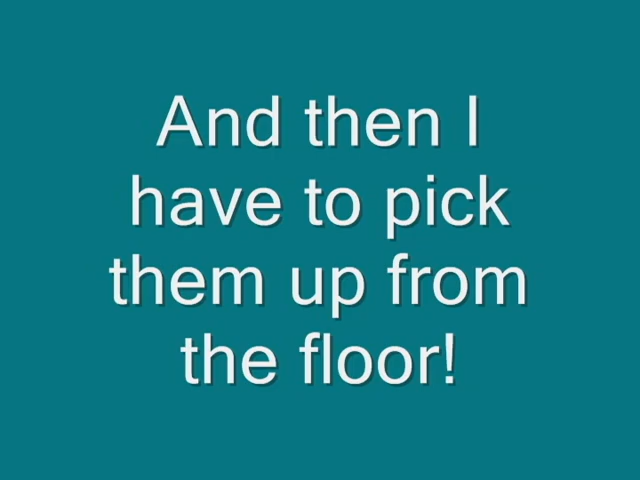 And then I
have to pick
them up from
the floor!